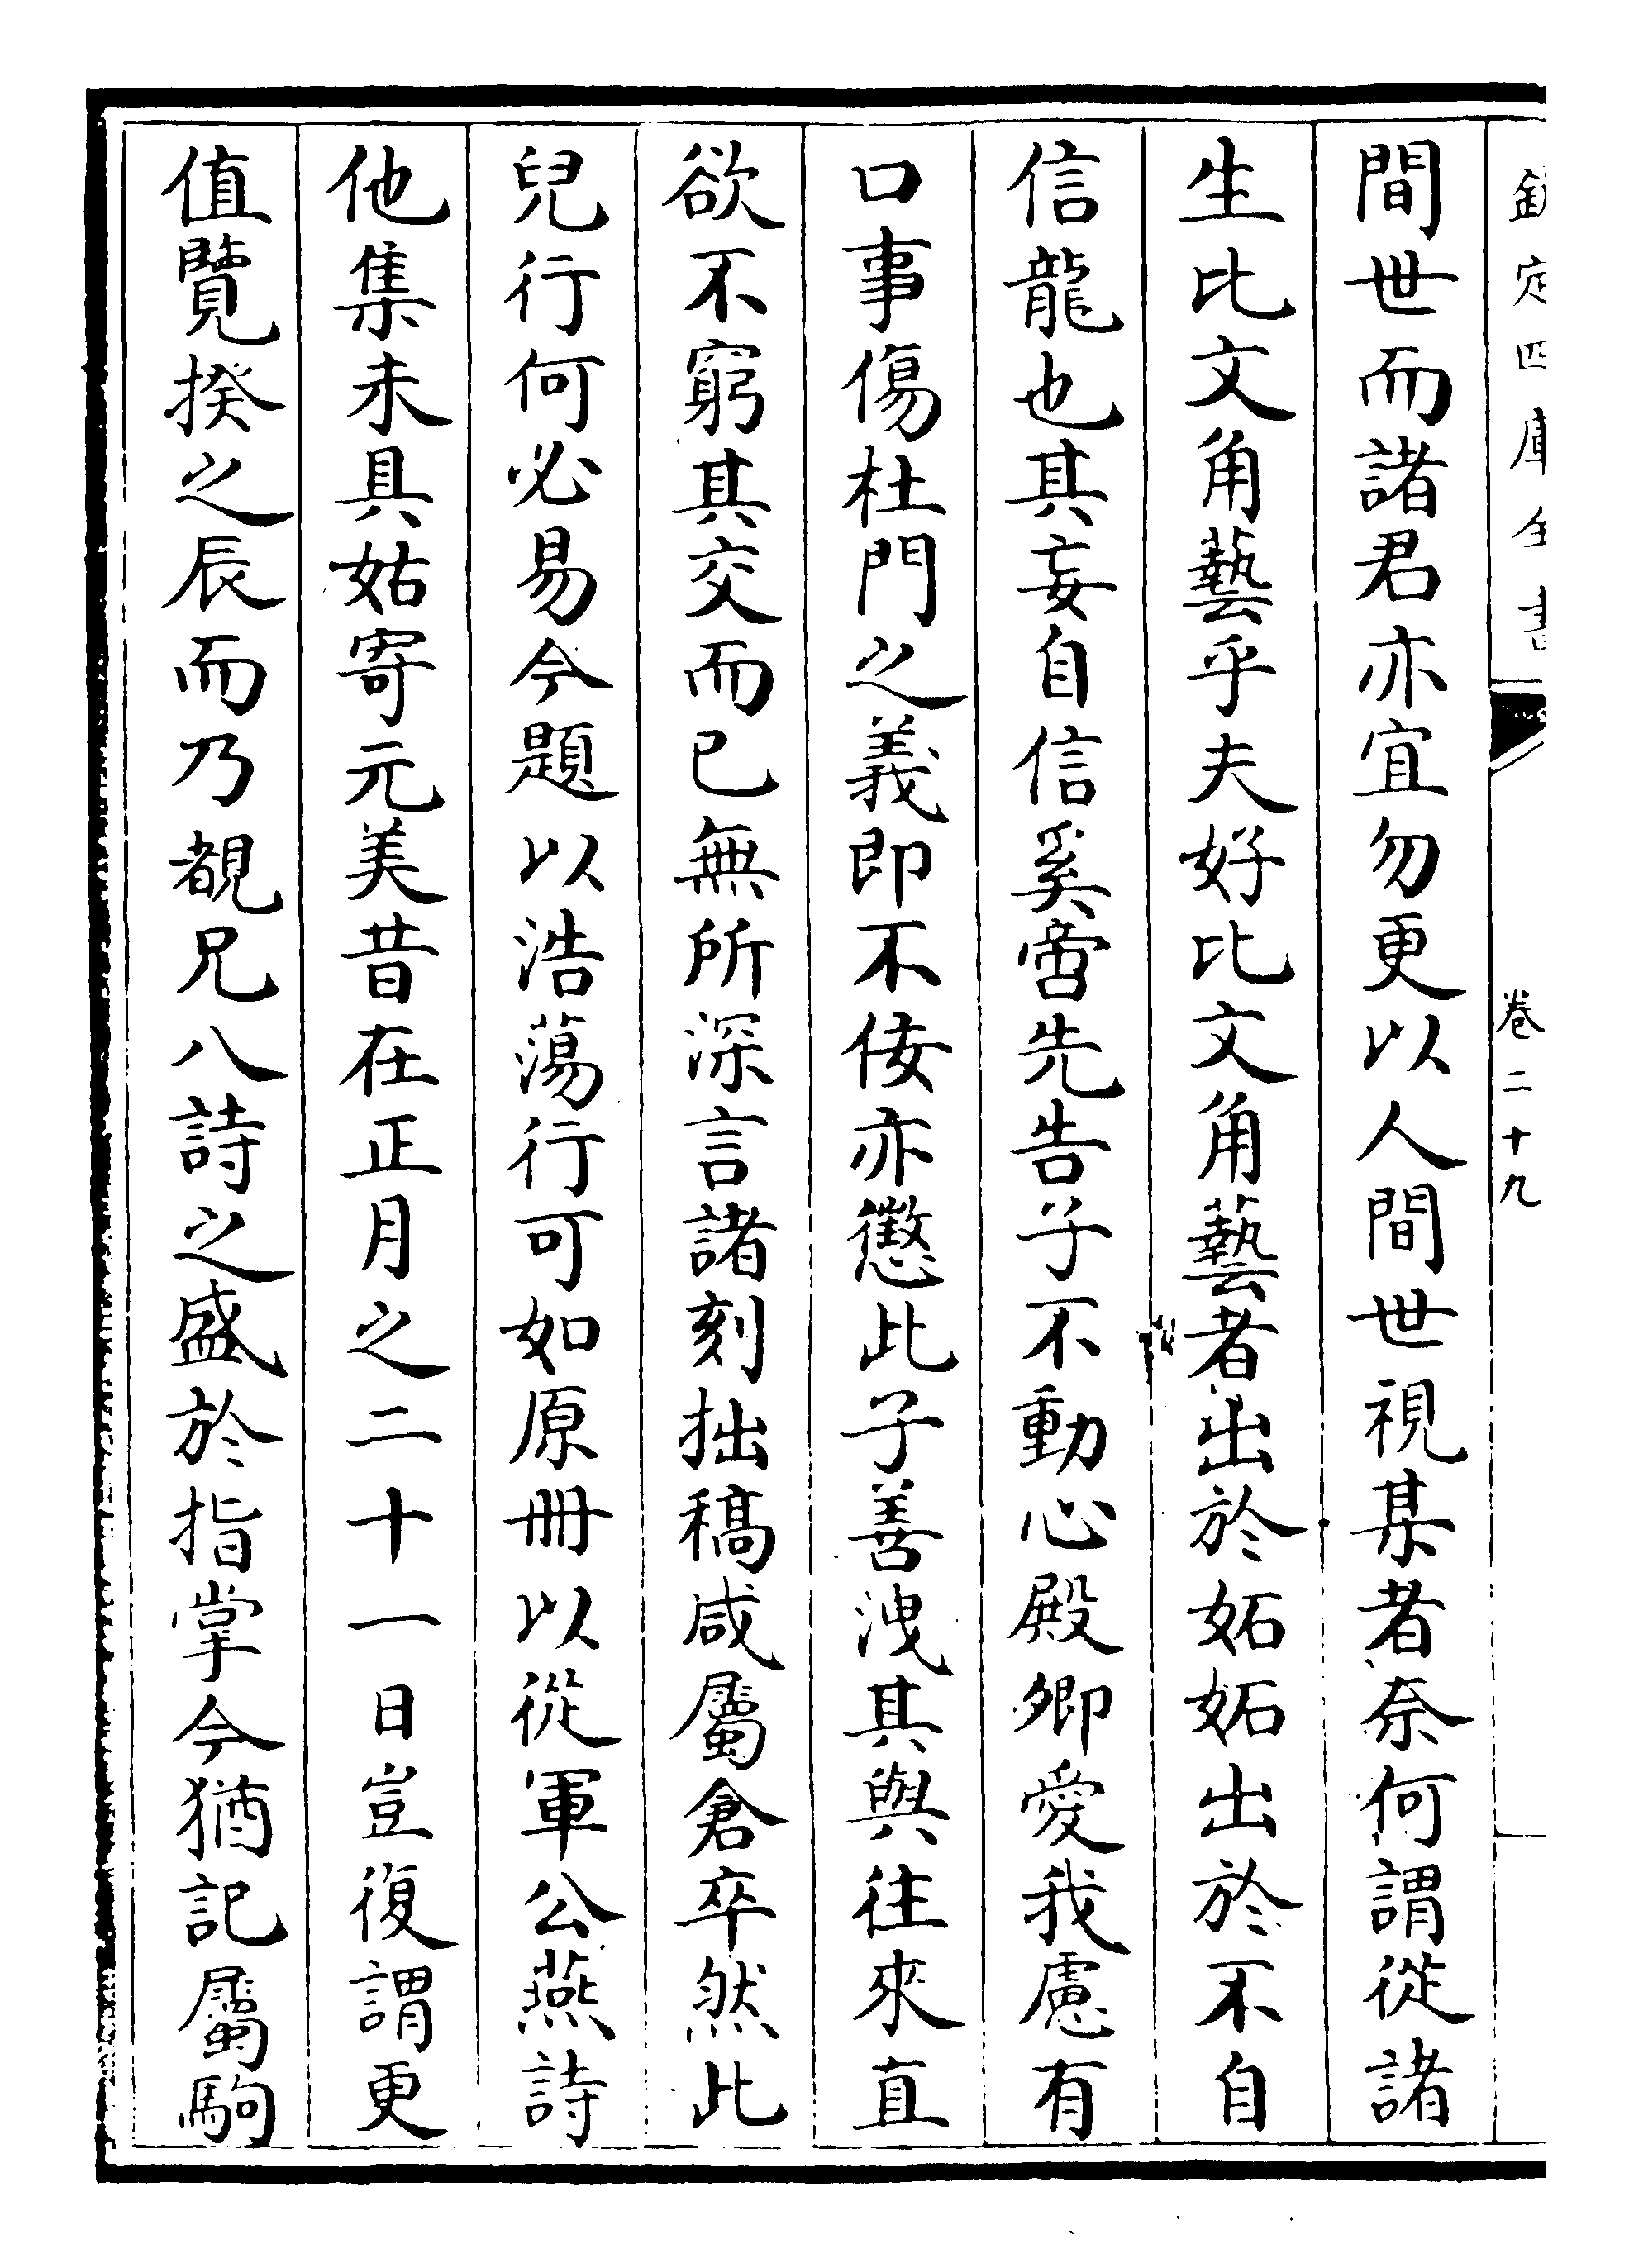 欽定四庫全書
卷二十九
間世而諸君亦宜勿更以人間世視某者奈何謂從諸
生比文角藝乎夫好比文角藝者出於妬妬出於不自
信龍也其妄自信奚啻先告子不動心殿卿愛我慮有
口事傷杜門之義即不佞亦懲此子善洩其與往來直
欲不窮其交而已無所深言諸刻拙稿咸屬倉卒然此
兒行何必易今題以浩蕩行可如原冊以從軍公燕詩
他集未具姑寄元美昔在正月之二十一日豈復謂更
值覽揆之辰而乃覩兄八詩之盛於指掌今猶記屬駒